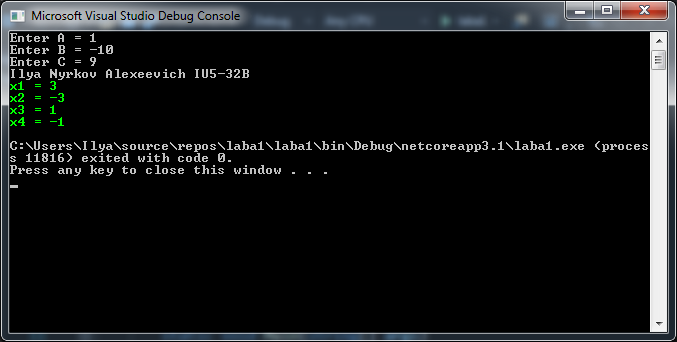 Microsoft Visual Studio Debug Console
Enter A = 1
Enter B = -10
Enter C = 9
Ilya Nyrkov Alexeevich IU5-32B
x1 = 3
x2 = -3
x3 = 1
x4 = -1
C:\Users\Ilya\source\repos\laba1\laba1\bin\Debug\netcoreapp3.1\laba1.exe (proces
s 11816) exited with code 0.
Press any key to close this window . . .